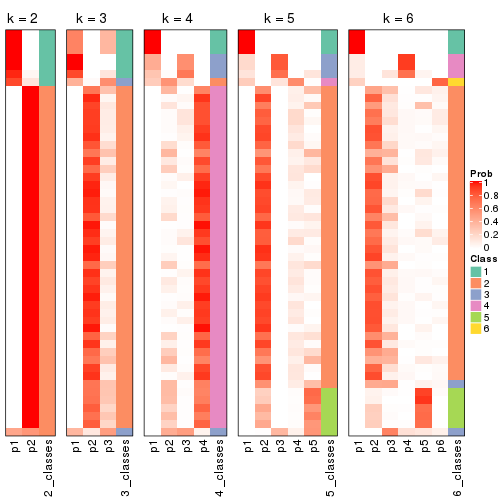 k = 2
k = 3
k = 4
k = 5
k = 6
p1
p2
2_classes
p1
p2
p3
3_classes
p1
p2
p3
p4
4_classes
p1
p2
p3
p4
p5
5_classes
p1
p2
p3
p4
p5
p6
6_classes
Prob
1
0.8
0.6
0.4
0.2
0
Class
1
2
3
4
5
6